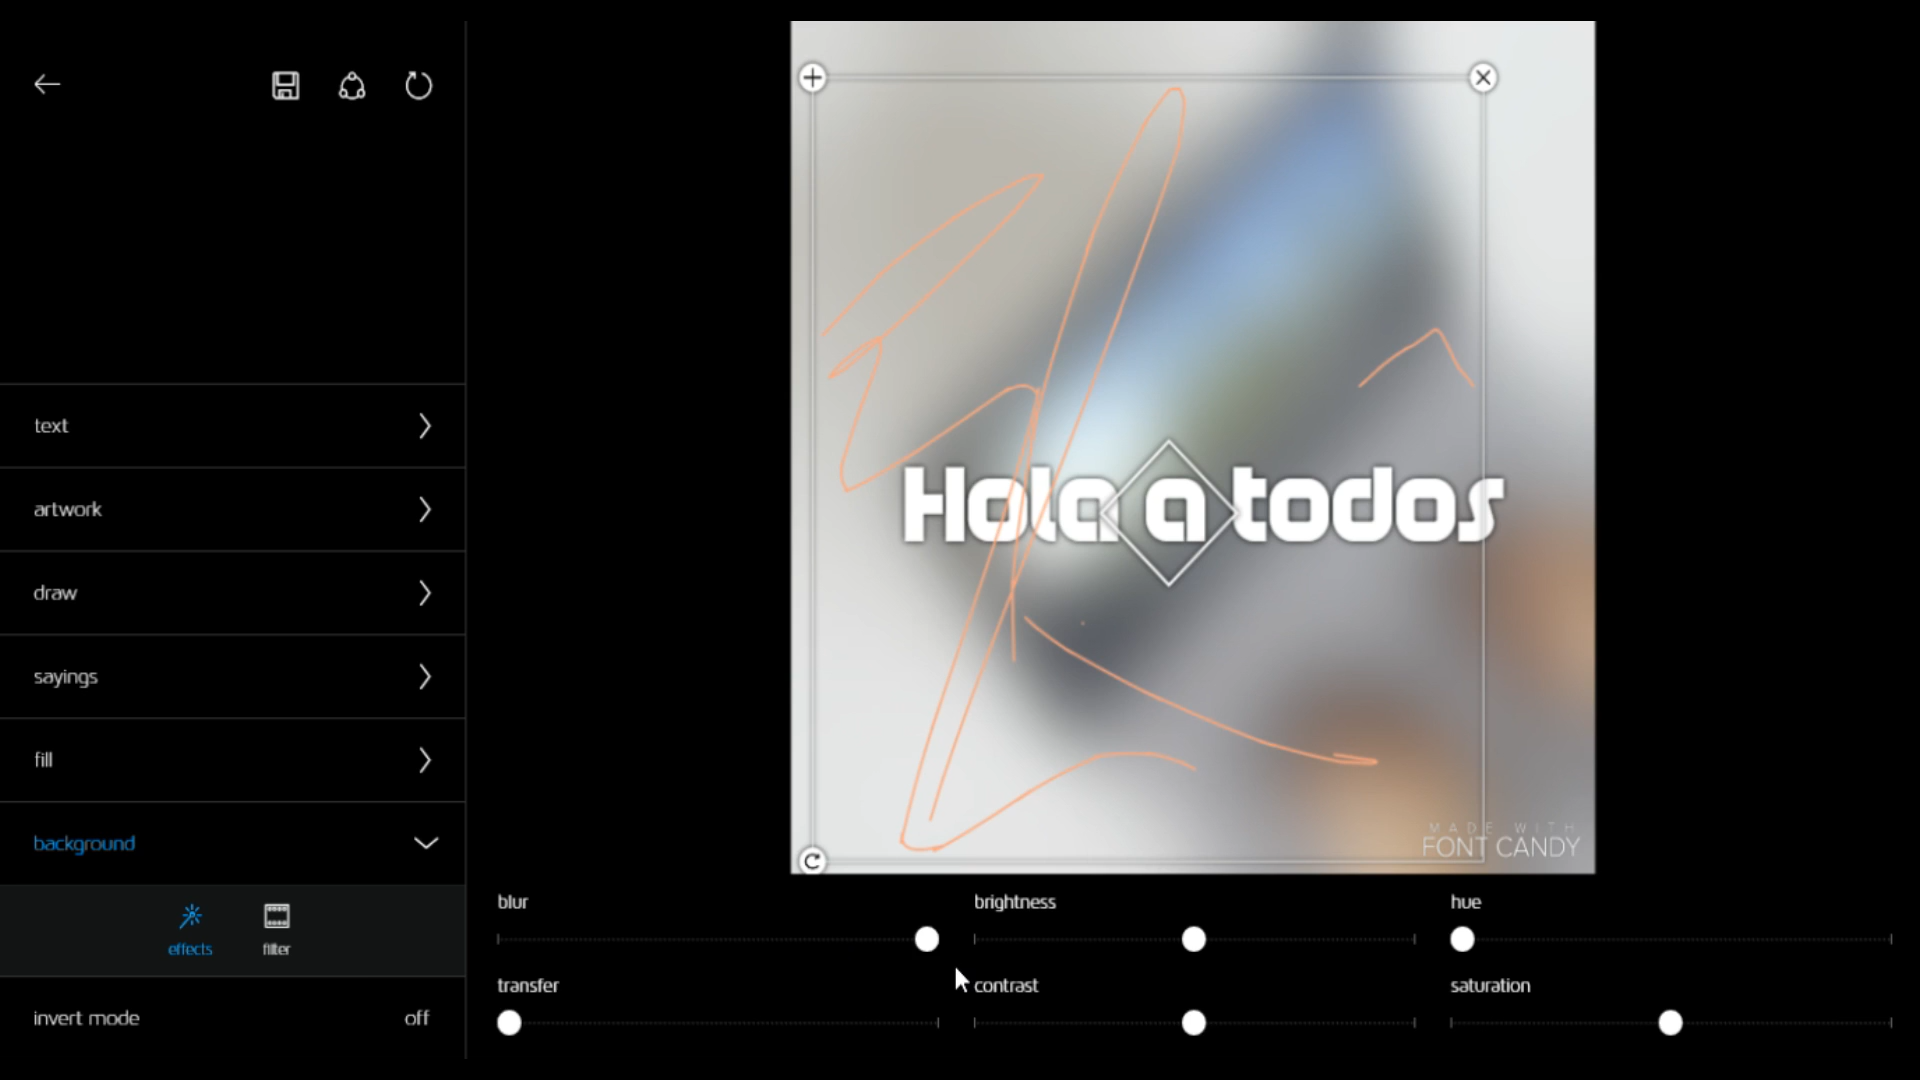 text
artwork
draw
sayings
fill
background
effects
filter
invert mode
off
Hola a todos
MADE WITH
FONT CANDY
blur
brightness
hue
transfer
contrast
saturation